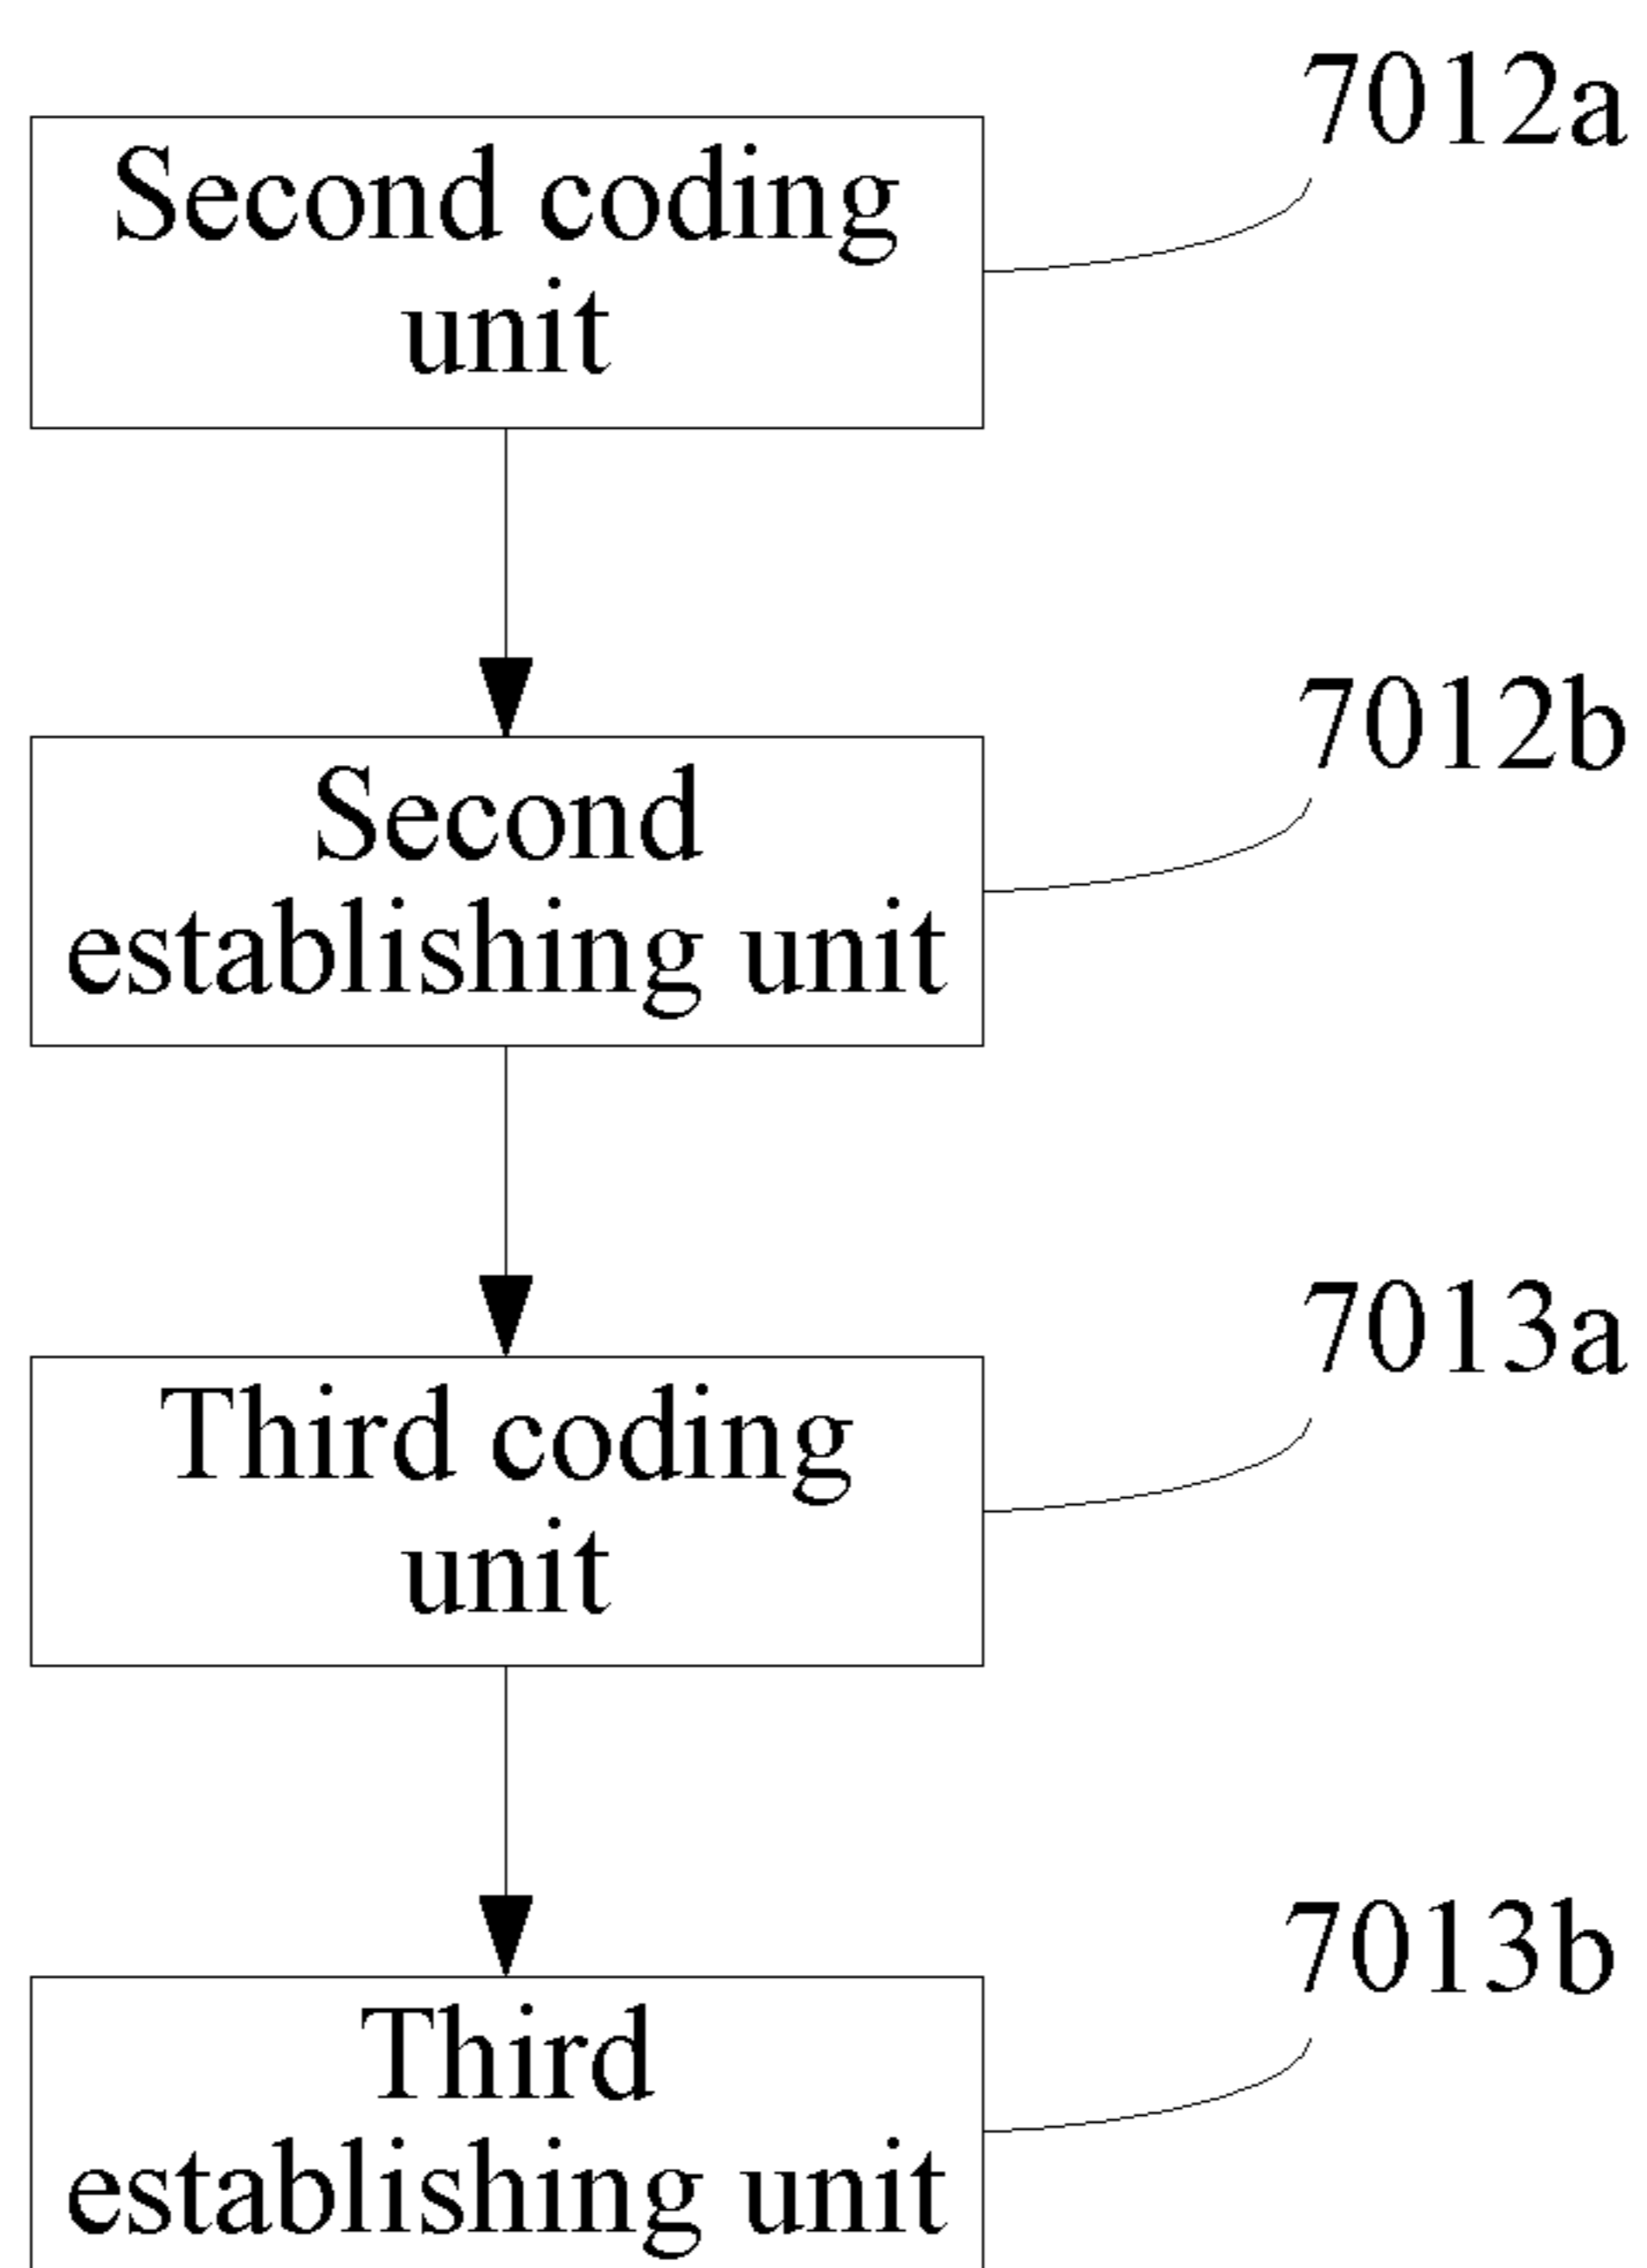 7012a
Second coding
unit
7012b
Second
establishing unit
7013a
Third coding
unit
7013b
Third
establishing unit